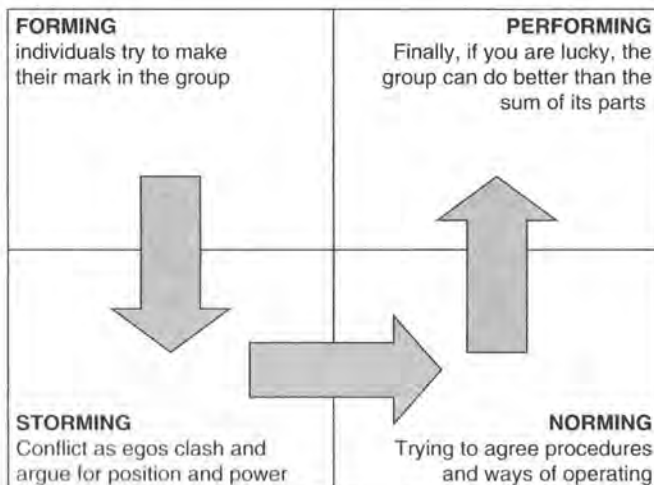 FORMING
individuals try to make
their mark in the group
PERFORMING
Finally, if you are lucky, the
group can do better than the
sum of its parts
STORMING
Conflict as egos clash and
argue for position and power
NORMING
Trying to agree procedures
and ways of operating